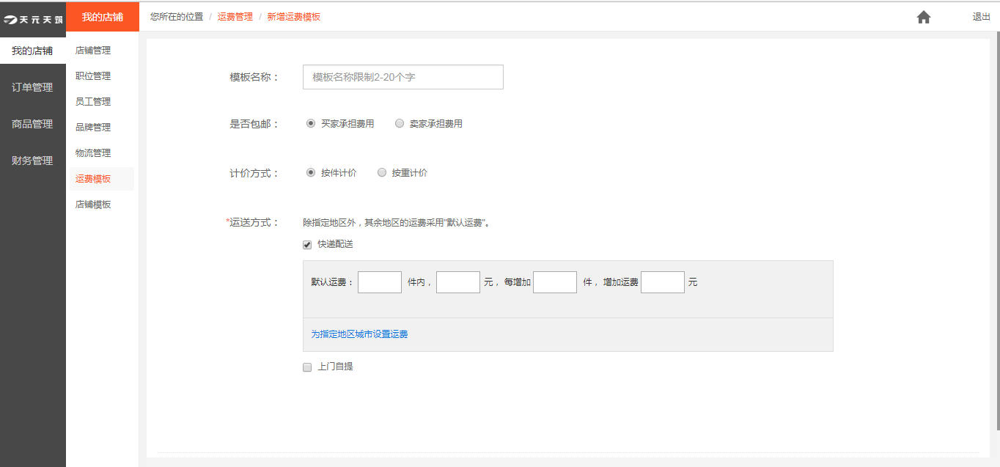 天元天筑
我的店铺
您所在的位置 / 运费管理 / 新增运费模板
退出
我的店铺
订单管理
商品管理
财务管理
店铺管理
职位管理
员工管理
品牌管理
物流管理
运费模板
店铺模板
模板名称：
模板名称限制2-20个字
是否包邮：
买家承担费用
卖家承担费用
计价方式：
按件计价
按重计价
*运送方式：
除指定地区外，其余地区的运费采用"默认运费"。
快递配送
默认运费： 件内， 元， 每增加 件， 增加运费 元
为指定地区城市设置运费
上门自提